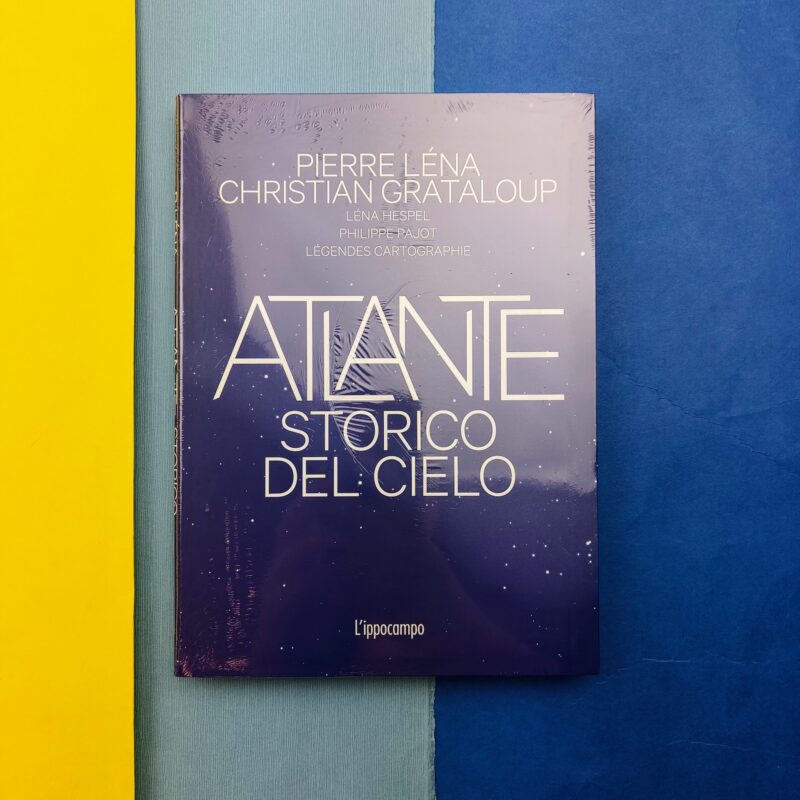 PIERRE LÉNA
CHRISTIAN GRATALOUP
LÉNA HESPEL
PHILIPPE PAJOT
LÉGENDES CARTOGRAPHIE
ATLANTE
STORICO
DEL CIELO
L'ippocampo